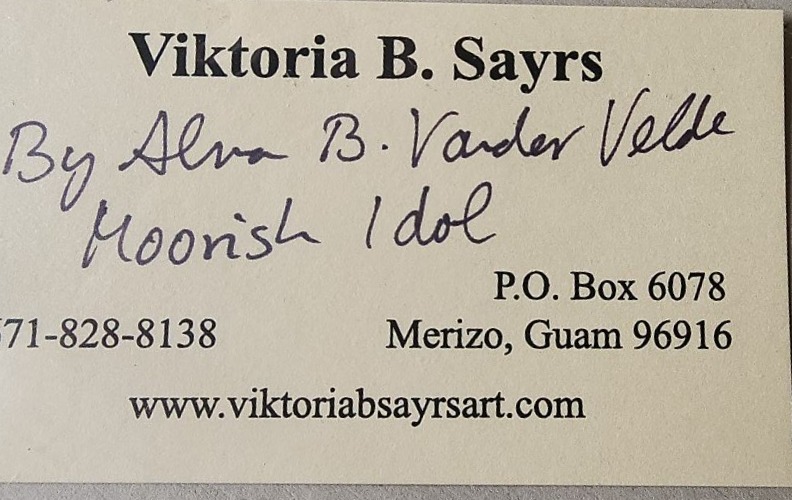 Viktoria B. Sayrs
By Alva B. Vander Velde
Moorish Idol
P.O. Box 6078
71-828-8138 Merizo, Guam 96916
www.viktoriabsayrsart.com